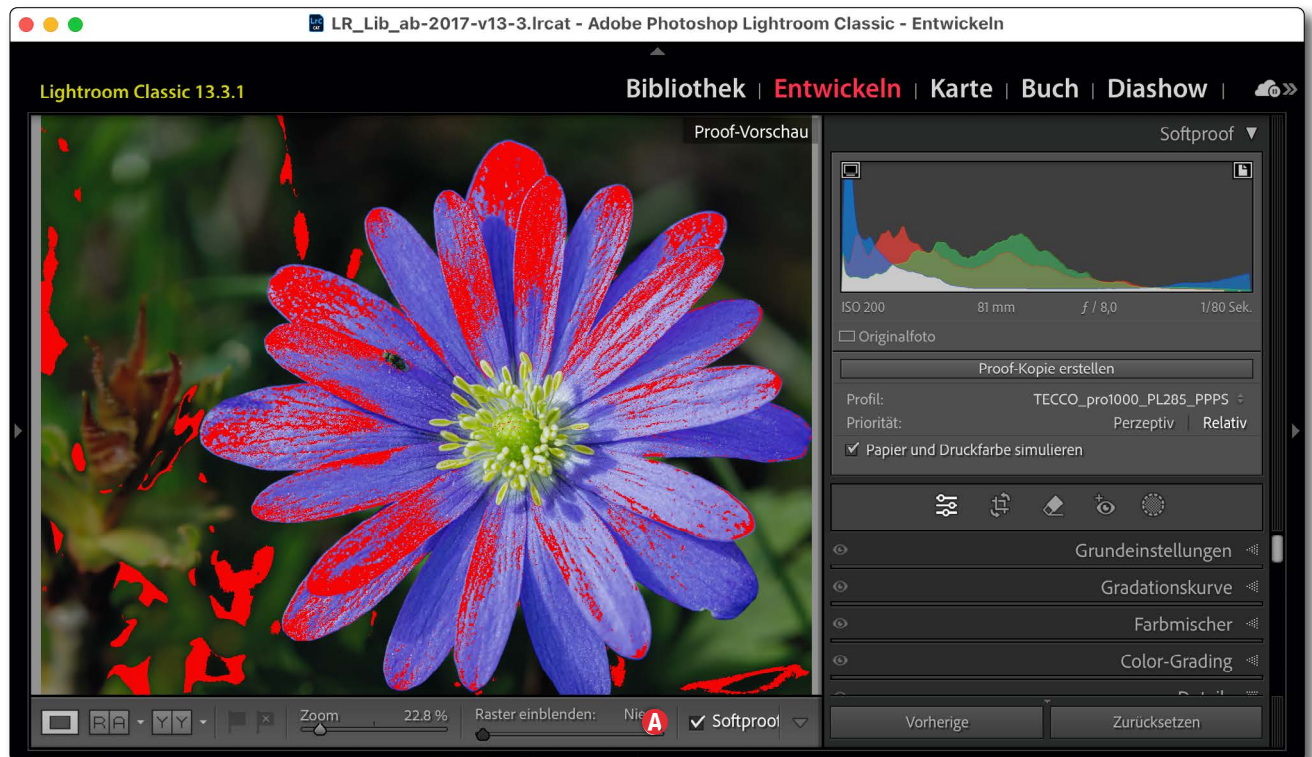 LR_Lib_ab-2017-v13-3.lrcat - Adobe Photoshop Lightroom Classic - Entwickeln
Lightroom Classic 13.3.1
Bibliothek | Entwickeln | Karte | Buch | Diashow |
Proof-Vorschau
Softproof
ISO 200 81 mm ƒ / 8,0 1/80 Sek.
Originalfoto
Proof-Kopie erstellen
Profil: TECCO_pro1000_PL285_PPPS
Priorität: Perzeptiv Relativ
Papier und Druckfarbe simulieren
Grundeinstellungen
Gradationskurve
Farbmischer
Color-Grading
RA YY Zoom 22.8 % Raster einblenden: Nie A Softproof
Vorherige Zurücksetzen